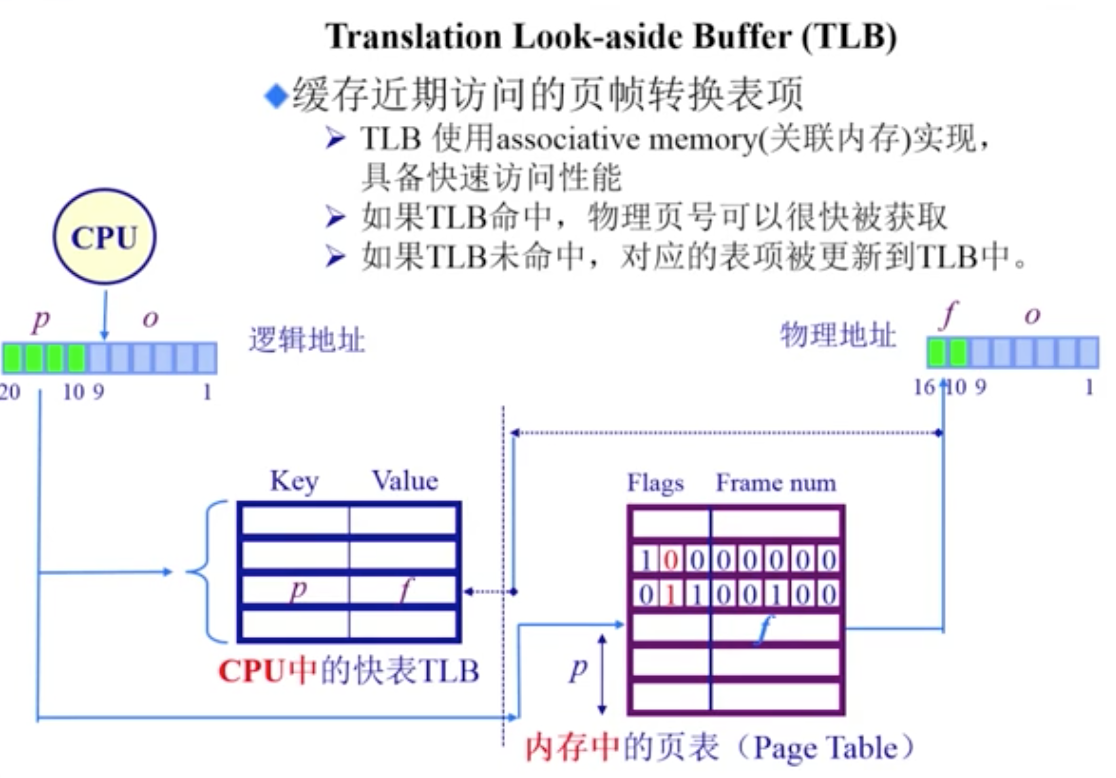 Translation Look-aside Buffer (TLB)
缓存近期访问的页帧转换表项
TLB 使用associative memory(关联内存)实现，
具备快速访问性能
如果TLB命中，物理页号可以很快被获取
如果TLB未命中，对应的表项被更新到TLB中。
CPU
p o
逻辑地址
20 10 9 1
物理地址
f o
16 10 9 1
Key Value
p f
CPU中的快表TLB
Flags Frame num
1 0 0 0 0 0 0 0
0 1 1 0 0 1 0 0
f
p
内存中的页表（Page Table）